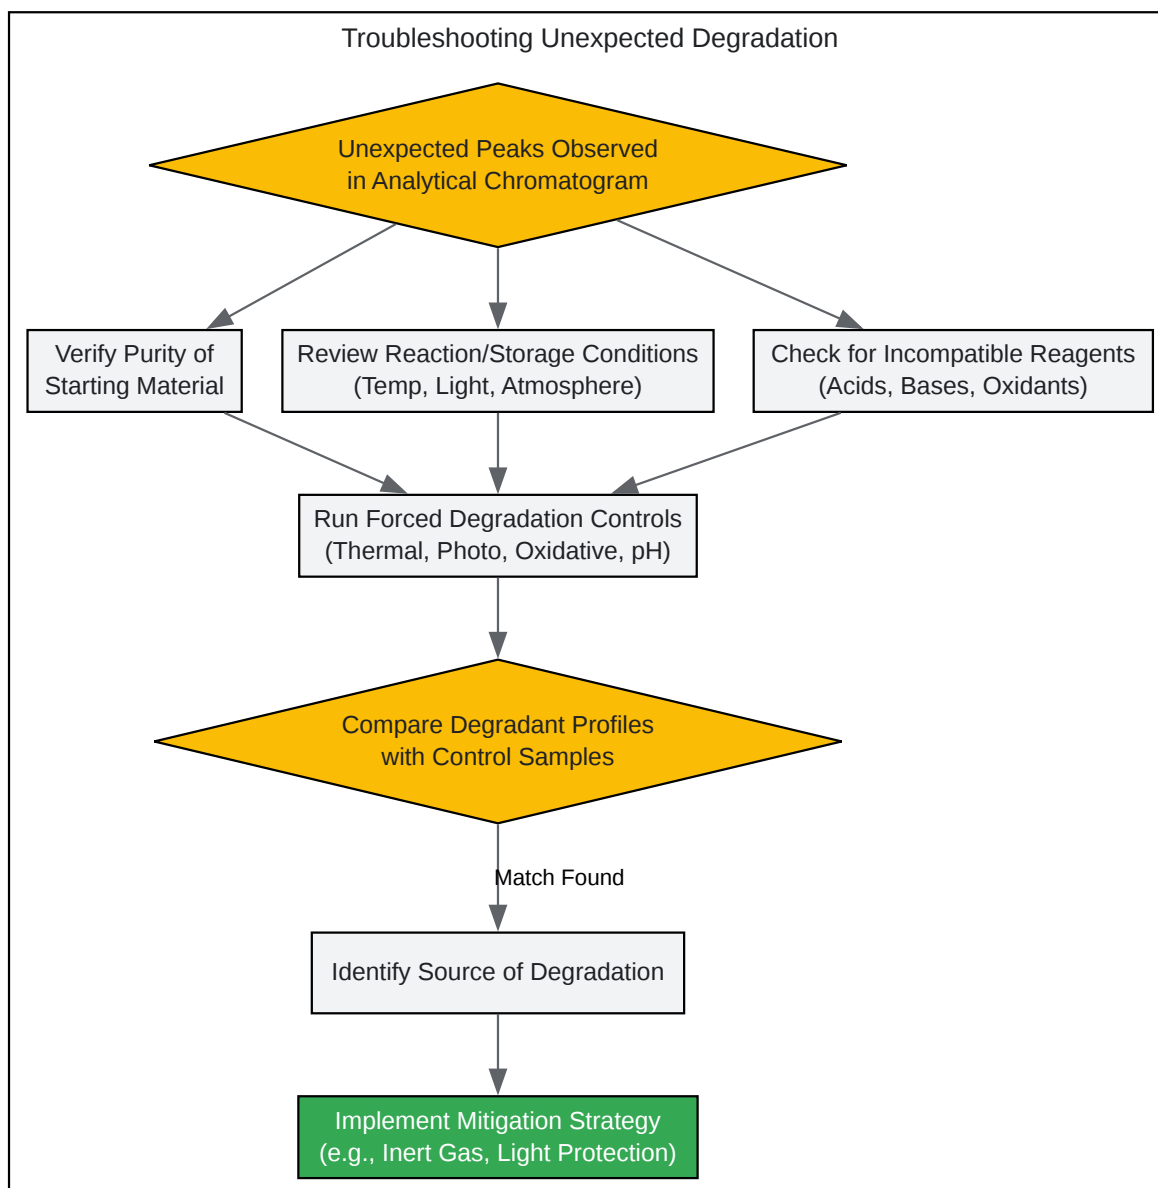 Troubleshooting Unexpected Degradation
Unexpected Peaks Observed
in Analytical Chromatogram
Verify Purity of
Starting Material
Review Reaction/Storage Conditions
(Temp, Light, Atmosphere)
Check for Incompatible Reagents
(Acids, Bases, Oxidants)
Run Forced Degradation Controls
(Thermal, Photo, Oxidative, pH)
Compare Degradant Profiles
with Control Samples
Match Found
Identify Source of Degradation
Implement Mitigation Strategy
(e.g., Inert Gas, Light Protection)